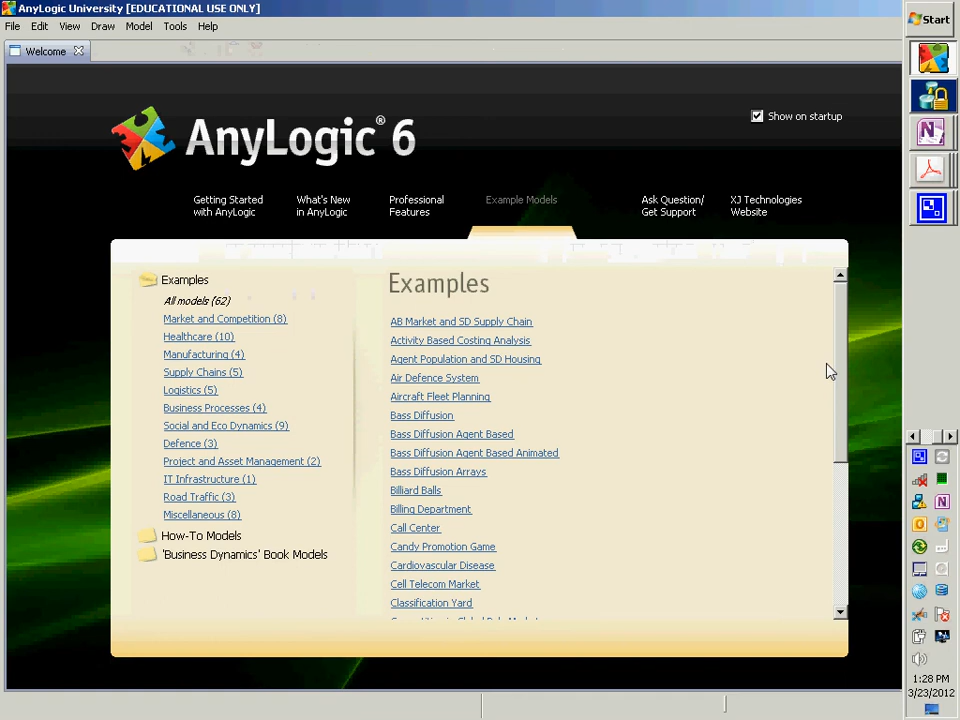 AnyLogic University [EDUCATIONAL USE ONLY]
File Edit View Draw Model Tools Help
Welcome
AnyLogic® 6
Show on startup
Getting Started
with AnyLogic
What's New
in AnyLogic
Professional
Features
Example Models
Ask Question/
Get Support
XJ Technologies
Website
Examples
All models (62)
Market and Competition (8)
Healthcare (10)
Manufacturing (4)
Supply Chains (5)
Logistics (5)
Business Processes (4)
Social and Eco Dynamics (9)
Defence (3)
Project and Asset Management (2)
IT Infrastructure (1)
Road Traffic (3)
Miscellaneous (8)
How-To Models
'Business Dynamics' Book Models
Examples
AB Market and SD Supply Chain
Activity Based Costing Analysis
Agent Population and SD Housing
Air Defence System
Aircraft Fleet Planning
Bass Diffusion
Bass Diffusion Agent Based
Bass Diffusion Agent Based Animated
Bass Diffusion Arrays
Billiard Balls
Billing Department
Call Center
Candy Promotion Game
Cardiovascular Disease
Cell Telecom Market
Classification Yard
Start
1:28 PM
3/23/2012